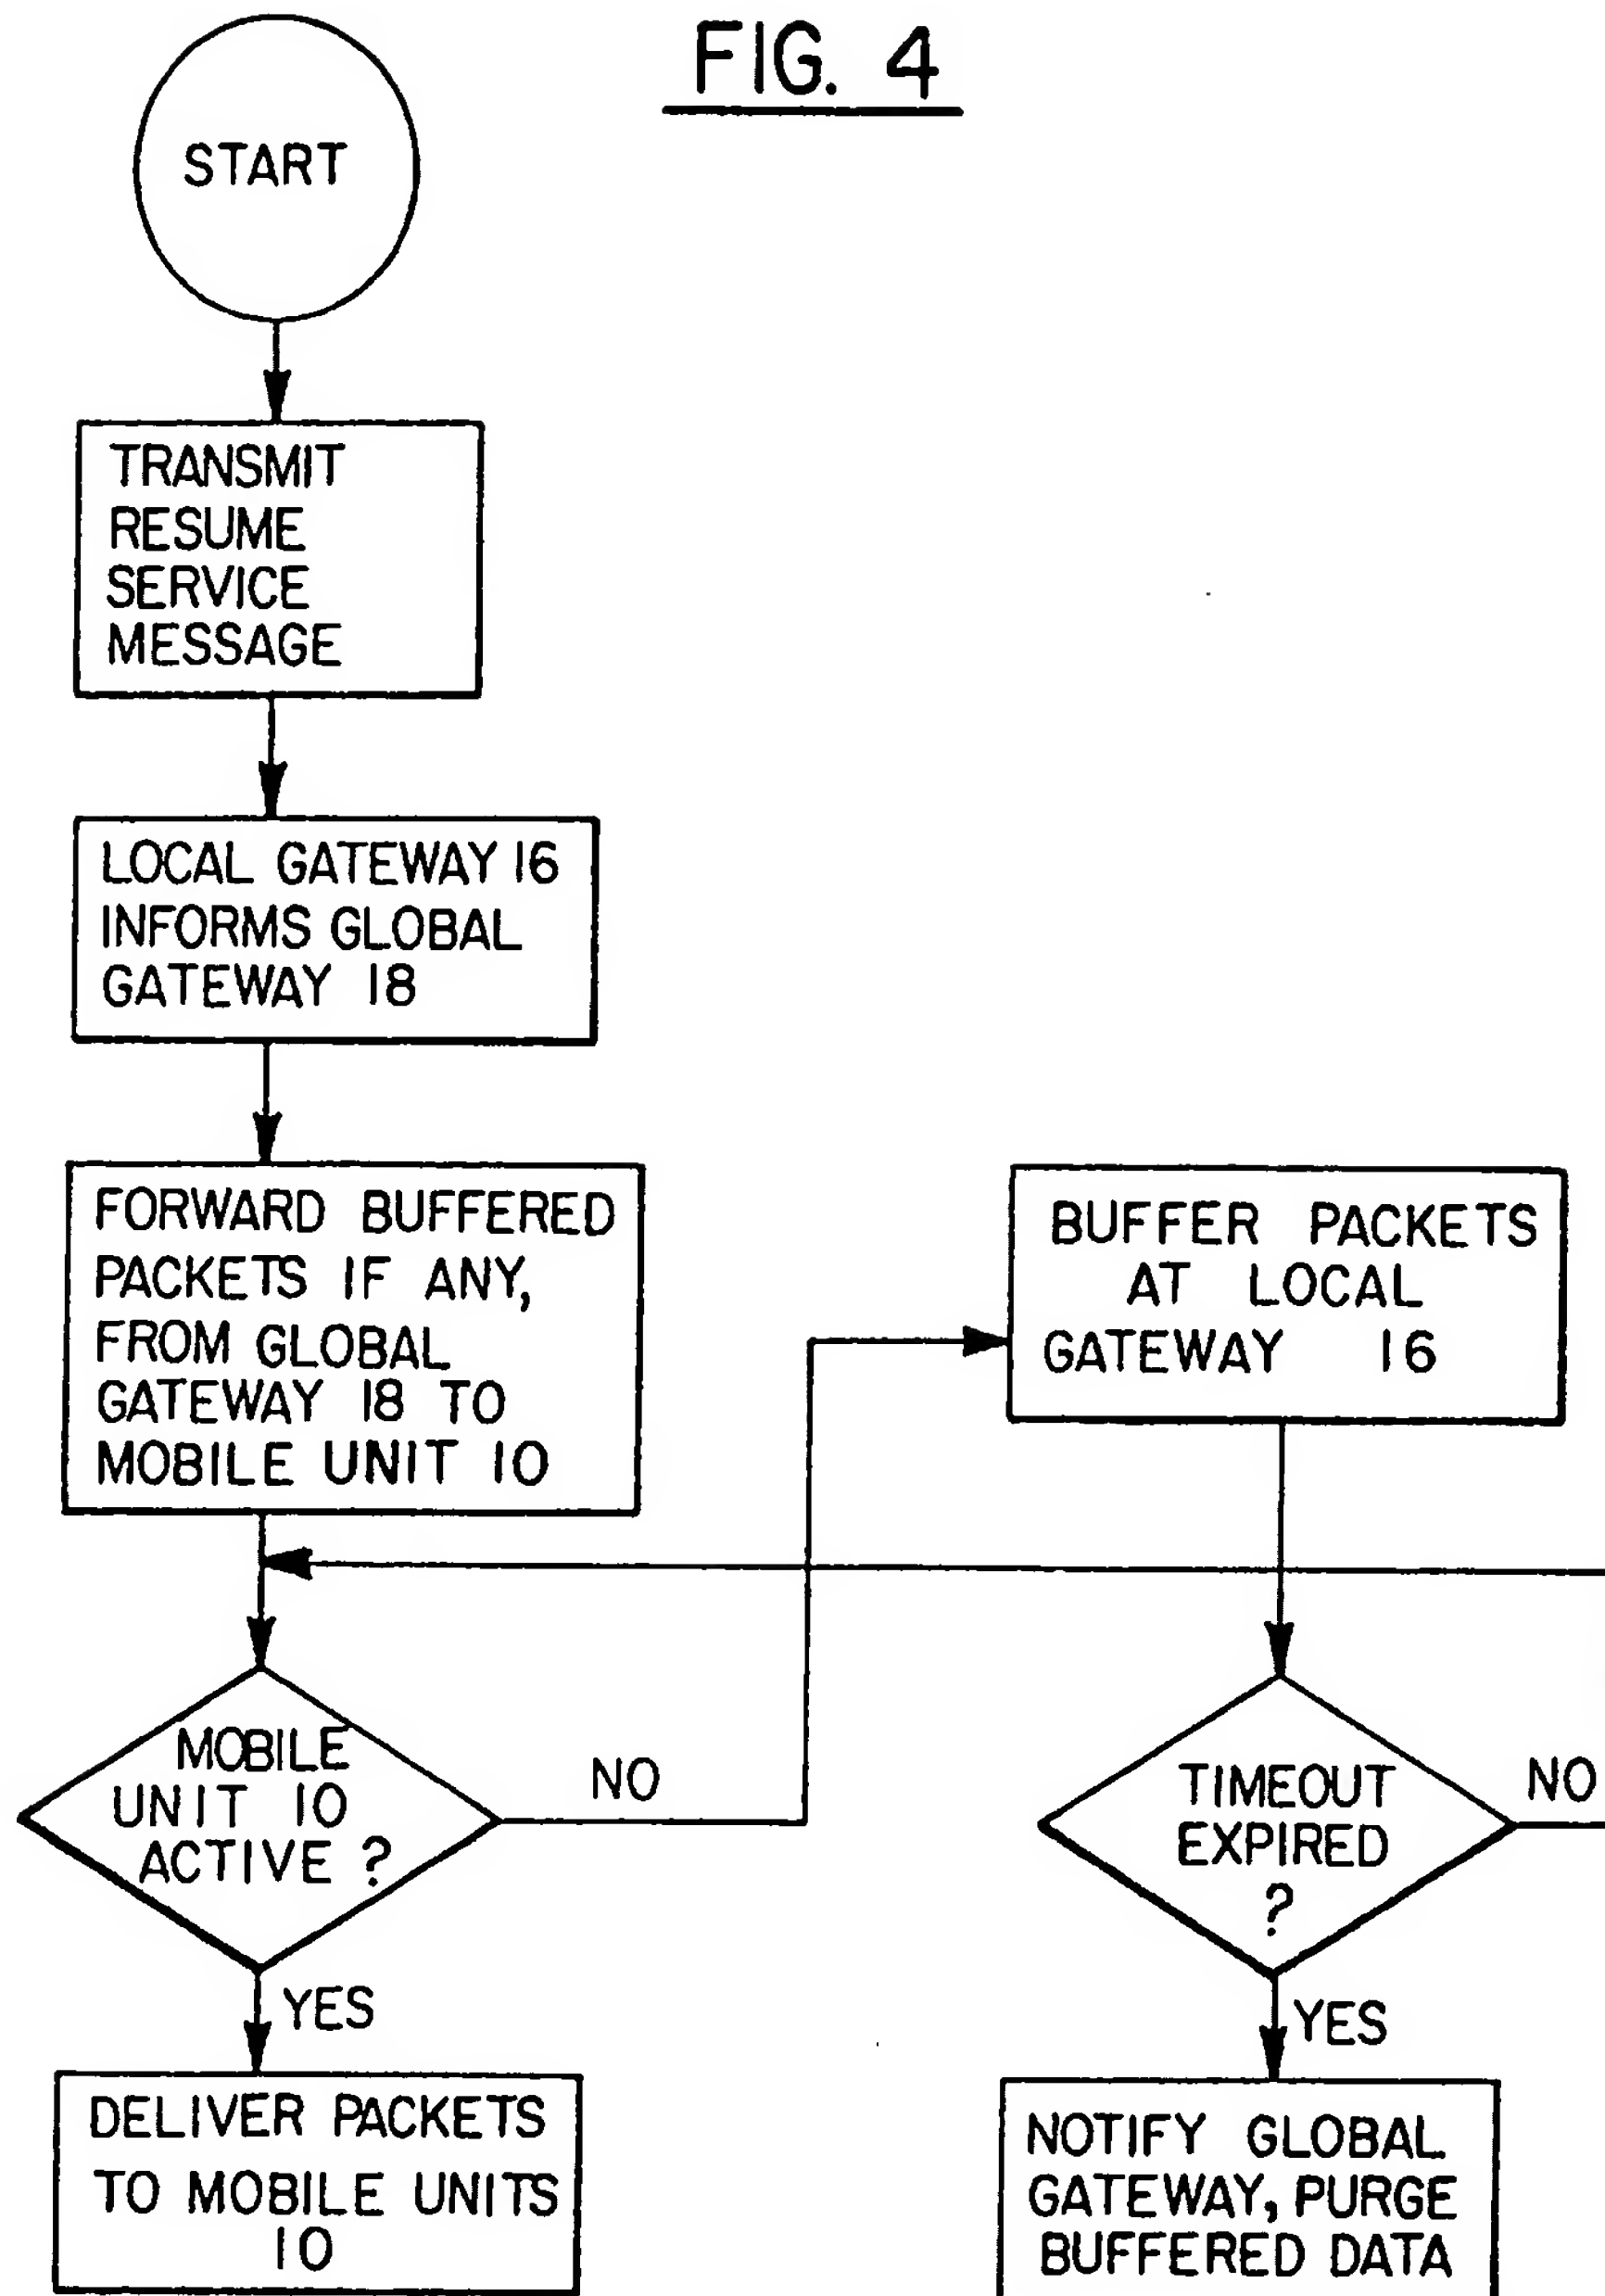 FIG. 4
START
TRANSMIT
RESUME
SERVICE
MESSAGE
LOCAL GATEWAY 16
INFORMS GLOBAL
GATEWAY 18
FORWARD BUFFERED
PACKETS IF ANY,
FROM GLOBAL
GATEWAY 18 TO
MOBILE UNIT 10
BUFFER PACKETS
AT LOCAL
GATEWAY 16
MOBILE
UNIT 10
ACTIVE ?
NO
YES
TIMEOUT
EXPIRED
?
NO
YES
DELIVER PACKETS
TO MOBILE UNITS
10
NOTIFY GLOBAL
GATEWAY, PURGE
BUFFERED DATA